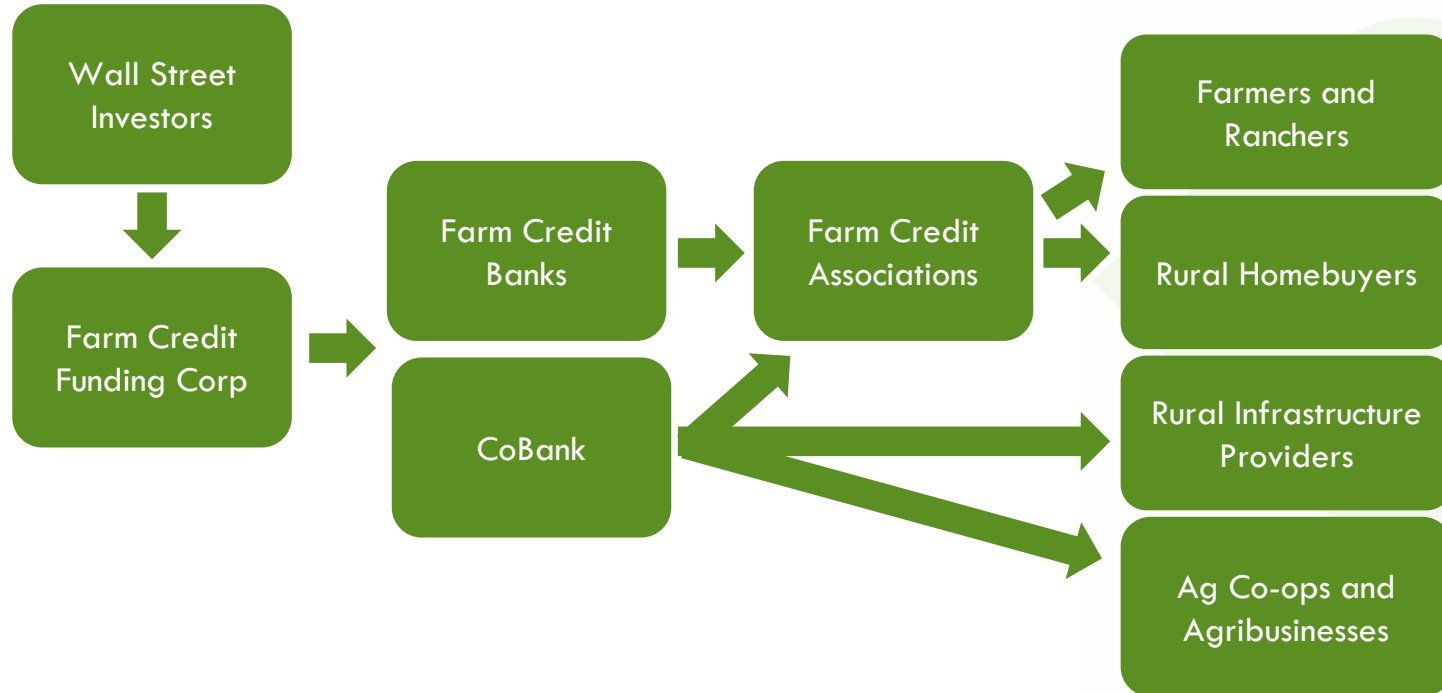 Wall Street
Investors
Farm Credit
Funding Corp
Farm Credit
Banks
CoBank
Farm Credit
Associations
Farmers and
Ranchers
Rural Homebuyers
Rural Infrastructure
Providers
Ag Co-ops and
Agribusinesses